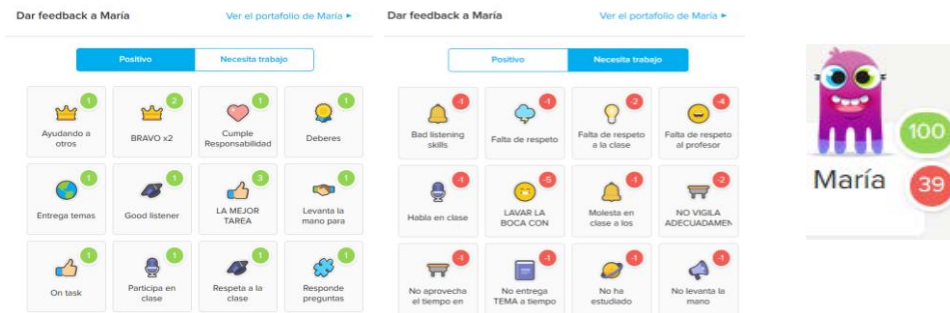 Dar feedback a María
Ver el portafolio de María ▸
Positivo
Necesita trabajo
1
Ayudando a
otros
2
BRAVO x2
1
Cumple
Responsabilidad
1
Deberes
1
Entrega temas
1
Good listener
3
LA MEJOR
TAREA
1
Levanta la
mano para
1
On task
1
Participa en
clase
1
Respeta a la
clase
1
Responde
preguntas
Dar feedback a María
Ver el portafolio de María ▸
Positivo
Necesita trabajo
-1
Bad listening
skills
-1
Falta de respeto
-2
Falta de respeto
a la clase
-4
Falta de respeto
al profesor
-1
Habla en clase
-5
LAVAR LA
BOCA CON
-1
Molesta en
clase a los
-2
NO VIGILA
ADECUADAMEN
-1
No aprovecha
el tiempo en
-1
No entrega
TEMA a tiempo
-1
No ha
estudiado
-1
No levanta la
mano
100
María
39